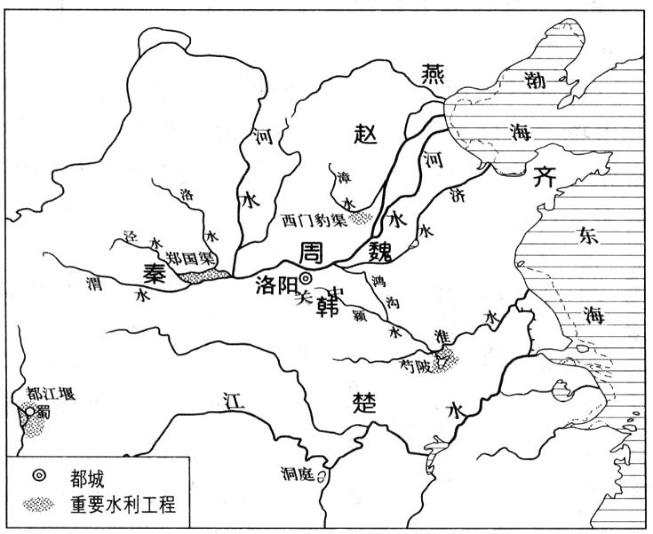 燕
渤
海
赵
河
水
齐
漳
水
河
水
济
水
洛
水
西门豹渠
泾
水
郑国渠
周
魏
秦
渭
水
洛阳
关
中
韩
鸿
沟
颍
水
东
海
淮
水
芍陂
都江堰
蜀
江
水
楚
洞庭
都城
重要水利工程